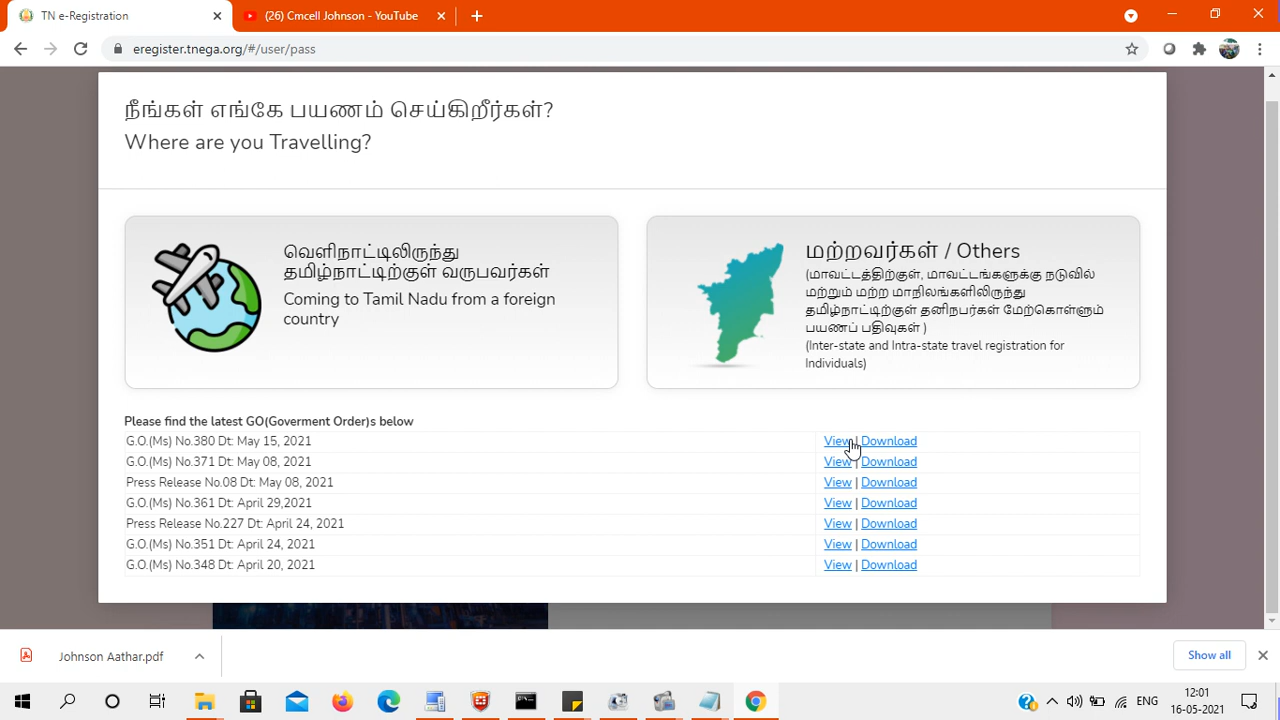 TN e-Registration
(26) Cmcell Johnson - YouTube
eregister.tnega.org/#/user/pass
நீங்கள் எங்கே பயணம் செய்கிறீர்கள்?
Where are you Travelling?
வெளிநாட்டிலிருந்து
தமிழ்நாட்டிற்குள் வருபவர்கள்
Coming to Tamil Nadu from a foreign
country
மற்றவர்கள் / Others
(மாவட்டத்திற்குள், மாவட்டங்களுக்கு நடுவில்
மற்றும் மற்ற மாநிலங்களிலிருந்து
தமிழ்நாட்டிற்குள் தனிநபர்கள் மேற்கொள்ளும்
பயணப் பதிவுகள் )
(Inter-state and Intra-state travel registration for
Individuals)
Please find the latest GO(Goverment Order)s below
G.O.(Ms) No.380 Dt: May 15, 2021 View | Download
G.O.(Ms) No.371 Dt: May 08, 2021 View | Download
Press Release No.08 Dt: May 08, 2021 View | Download
G.O.(Ms) No.361 Dt: April 29,2021 View | Download
Press Release No.227 Dt: April 24, 2021 View | Download
G.O.(Ms) No.351 Dt: April 24, 2021 View | Download
G.O.(Ms) No.348 Dt: April 20, 2021 View | Download
Johnson Aathar.pdf
Show all
ENG
12:01
16-05-2021